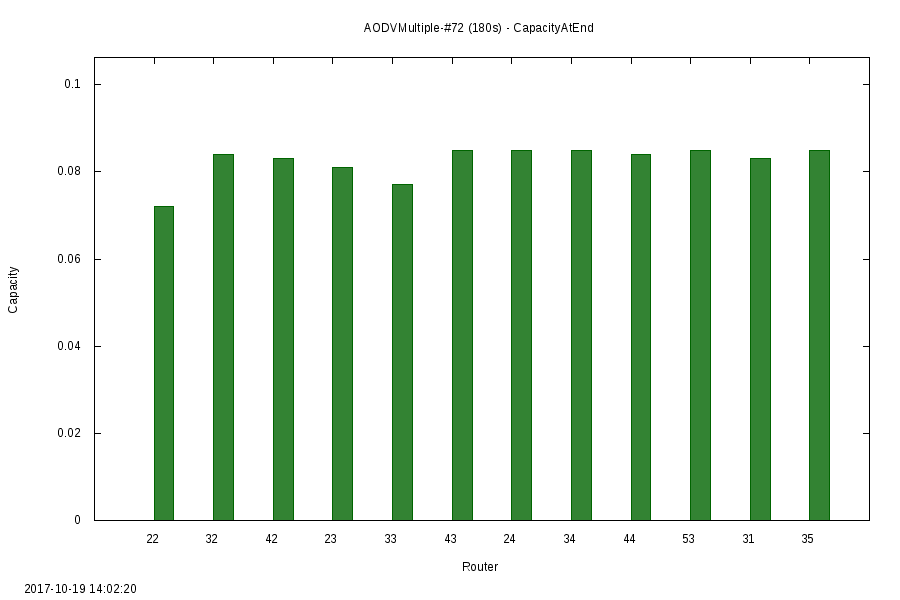 AODVMultiple-#72 (180s) - CapacityAtEnd
0.1
0.08
0.06
0.04
0.02
0
Capacity
22 32 42 23 33 43 24 34 44 53 31 35
Router
2017-10-19 14:02:20